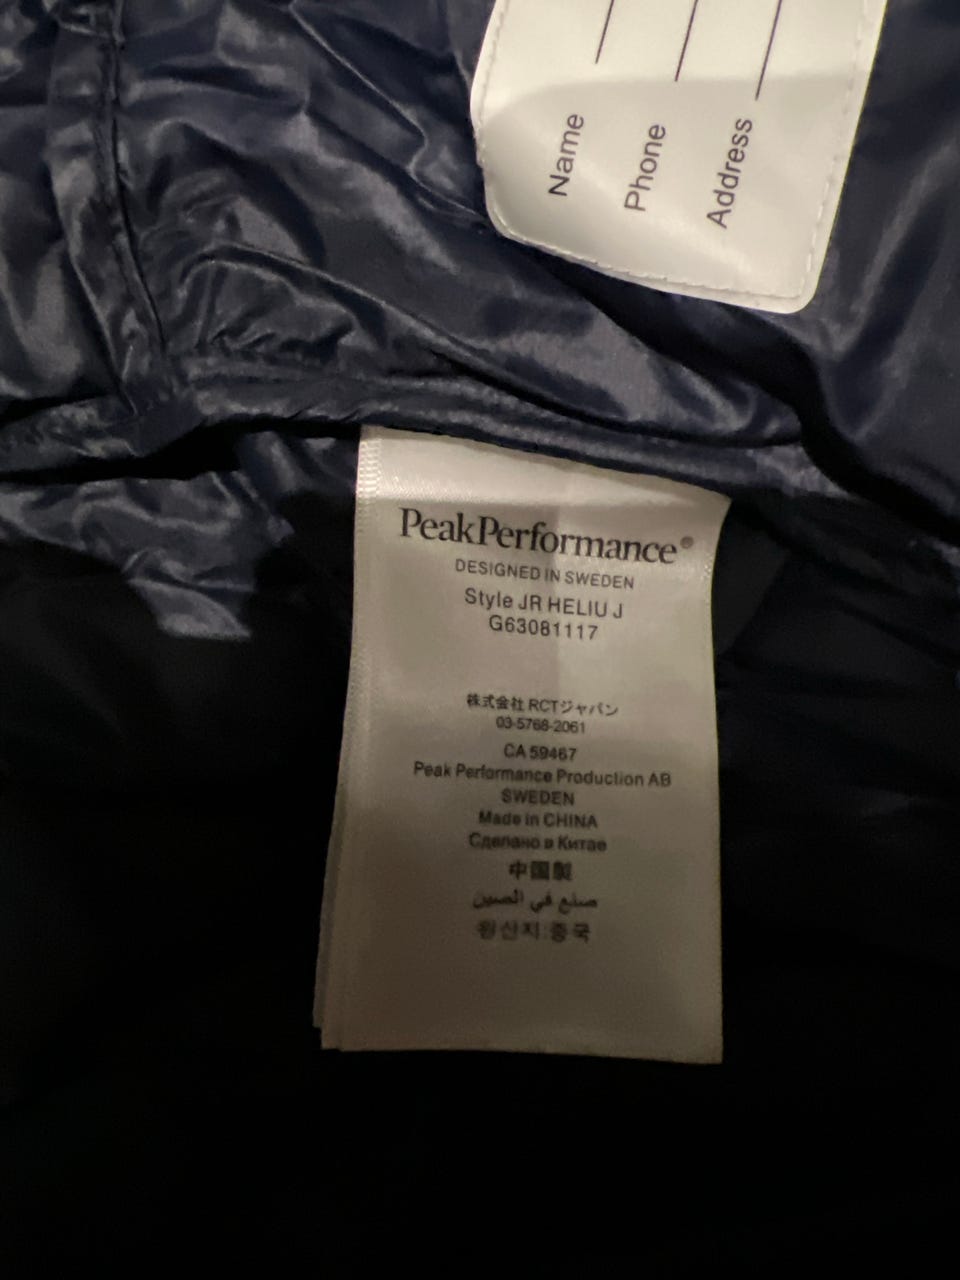 Name
Phone
Address
PeakPerformance®
DESIGNED IN SWEDEN
Style JR HELIU J
G63081117
株式会社 RCTジャパン
03-5768-2061
CA 59467
Peak Performance Production AB
SWEDEN
Made in CHINA
Сделано в Китае
中国製
صنع في الصين
원산지:중국